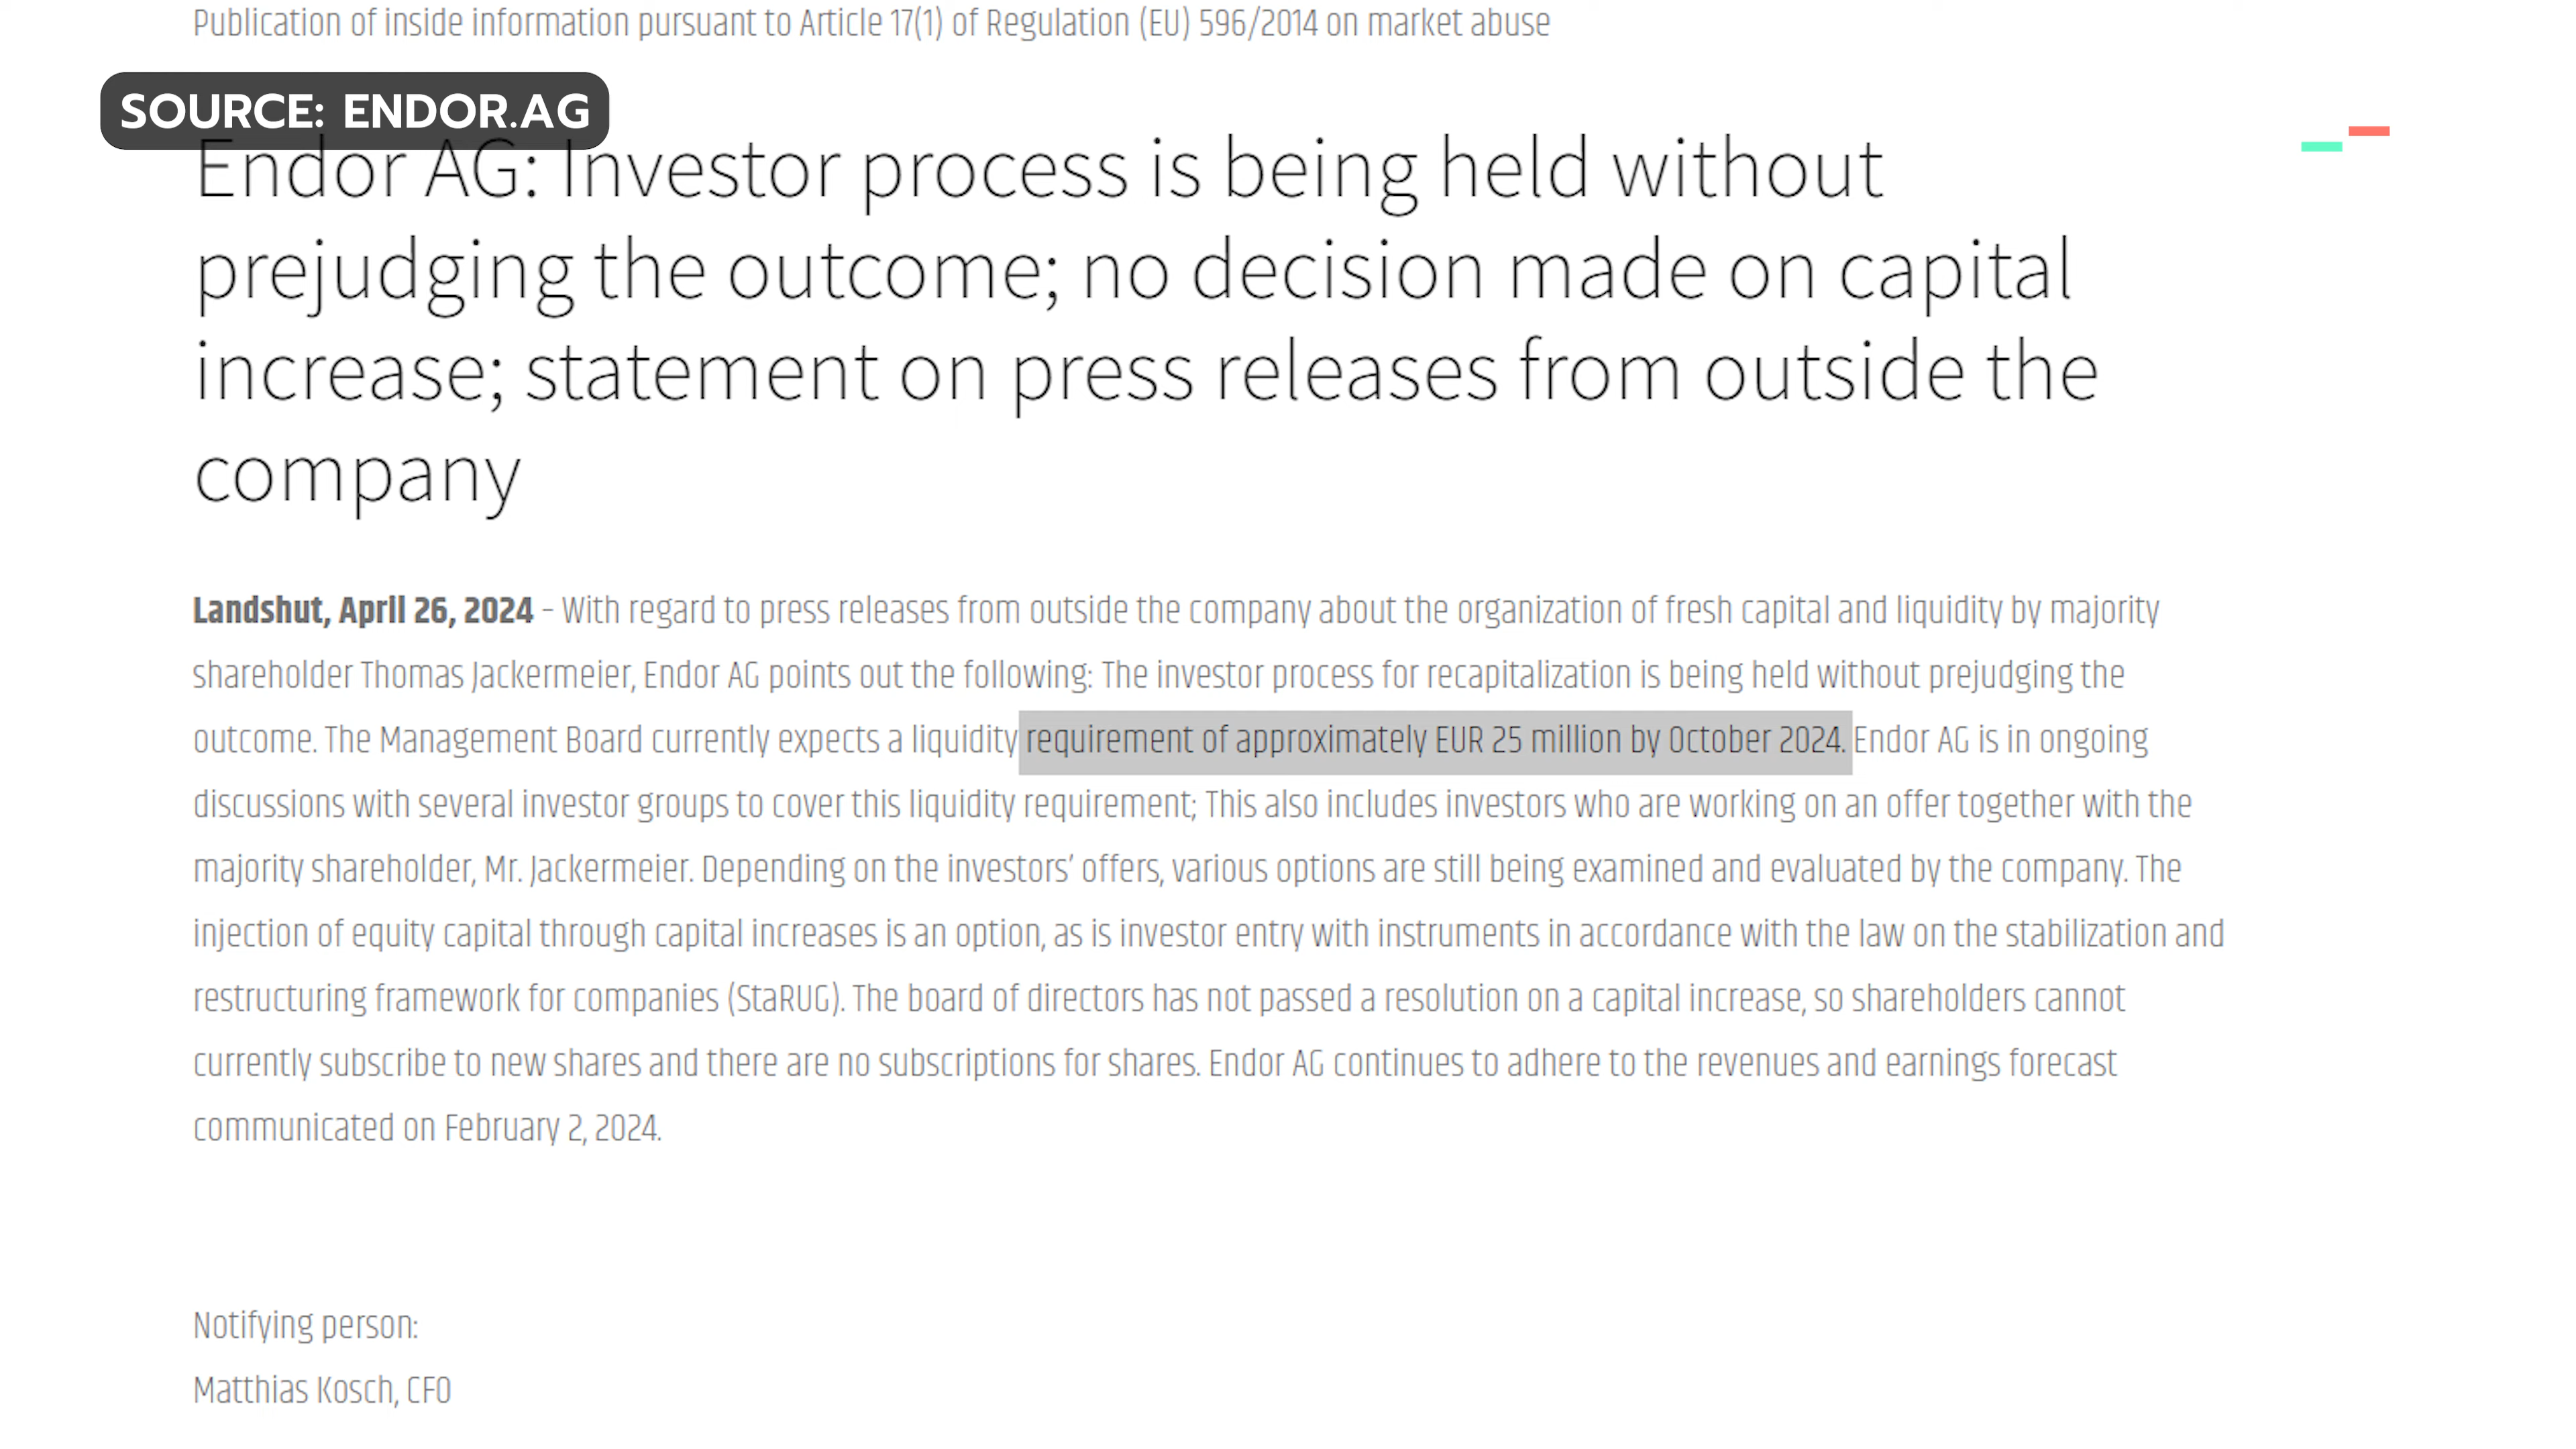 Publication of inside information pursuant to Article 17(1) of Regulation (EU) 596/2014 on market abuse
SOURCE: ENDOR.AG
Endor AG: Investor process is being held without
prejudging the outcome; no decision made on capital
increase; statement on press releases from outside the
company
Landshut, April 26, 2024 – With regard to press releases from outside the company about the organization of fresh capital and liquidity by majority
shareholder Thomas Jackermeier, Endor AG points out the following: The investor process for recapitalization is being held without prejudging the
outcome. The Management Board currently expects a liquidity requirement of approximately EUR 25 million by October 2024. Endor AG is in ongoing
discussions with several investor groups to cover this liquidity requirement; This also includes investors who are working on an offer together with the
majority shareholder, Mr. Jackermeier. Depending on the investors’ offers, various options are still being examined and evaluated by the company. The
injection of equity capital through capital increases is an option, as is investor entry with instruments in accordance with the law on the stabilization and
restructuring framework for companies (StaRUG). The board of directors has not passed a resolution on a capital increase, so shareholders cannot
currently subscribe to new shares and there are no subscriptions for shares. Endor AG continues to adhere to the revenues and earnings forecast
communicated on February 2, 2024.
Notifying person:
Matthias Kosch, CFO